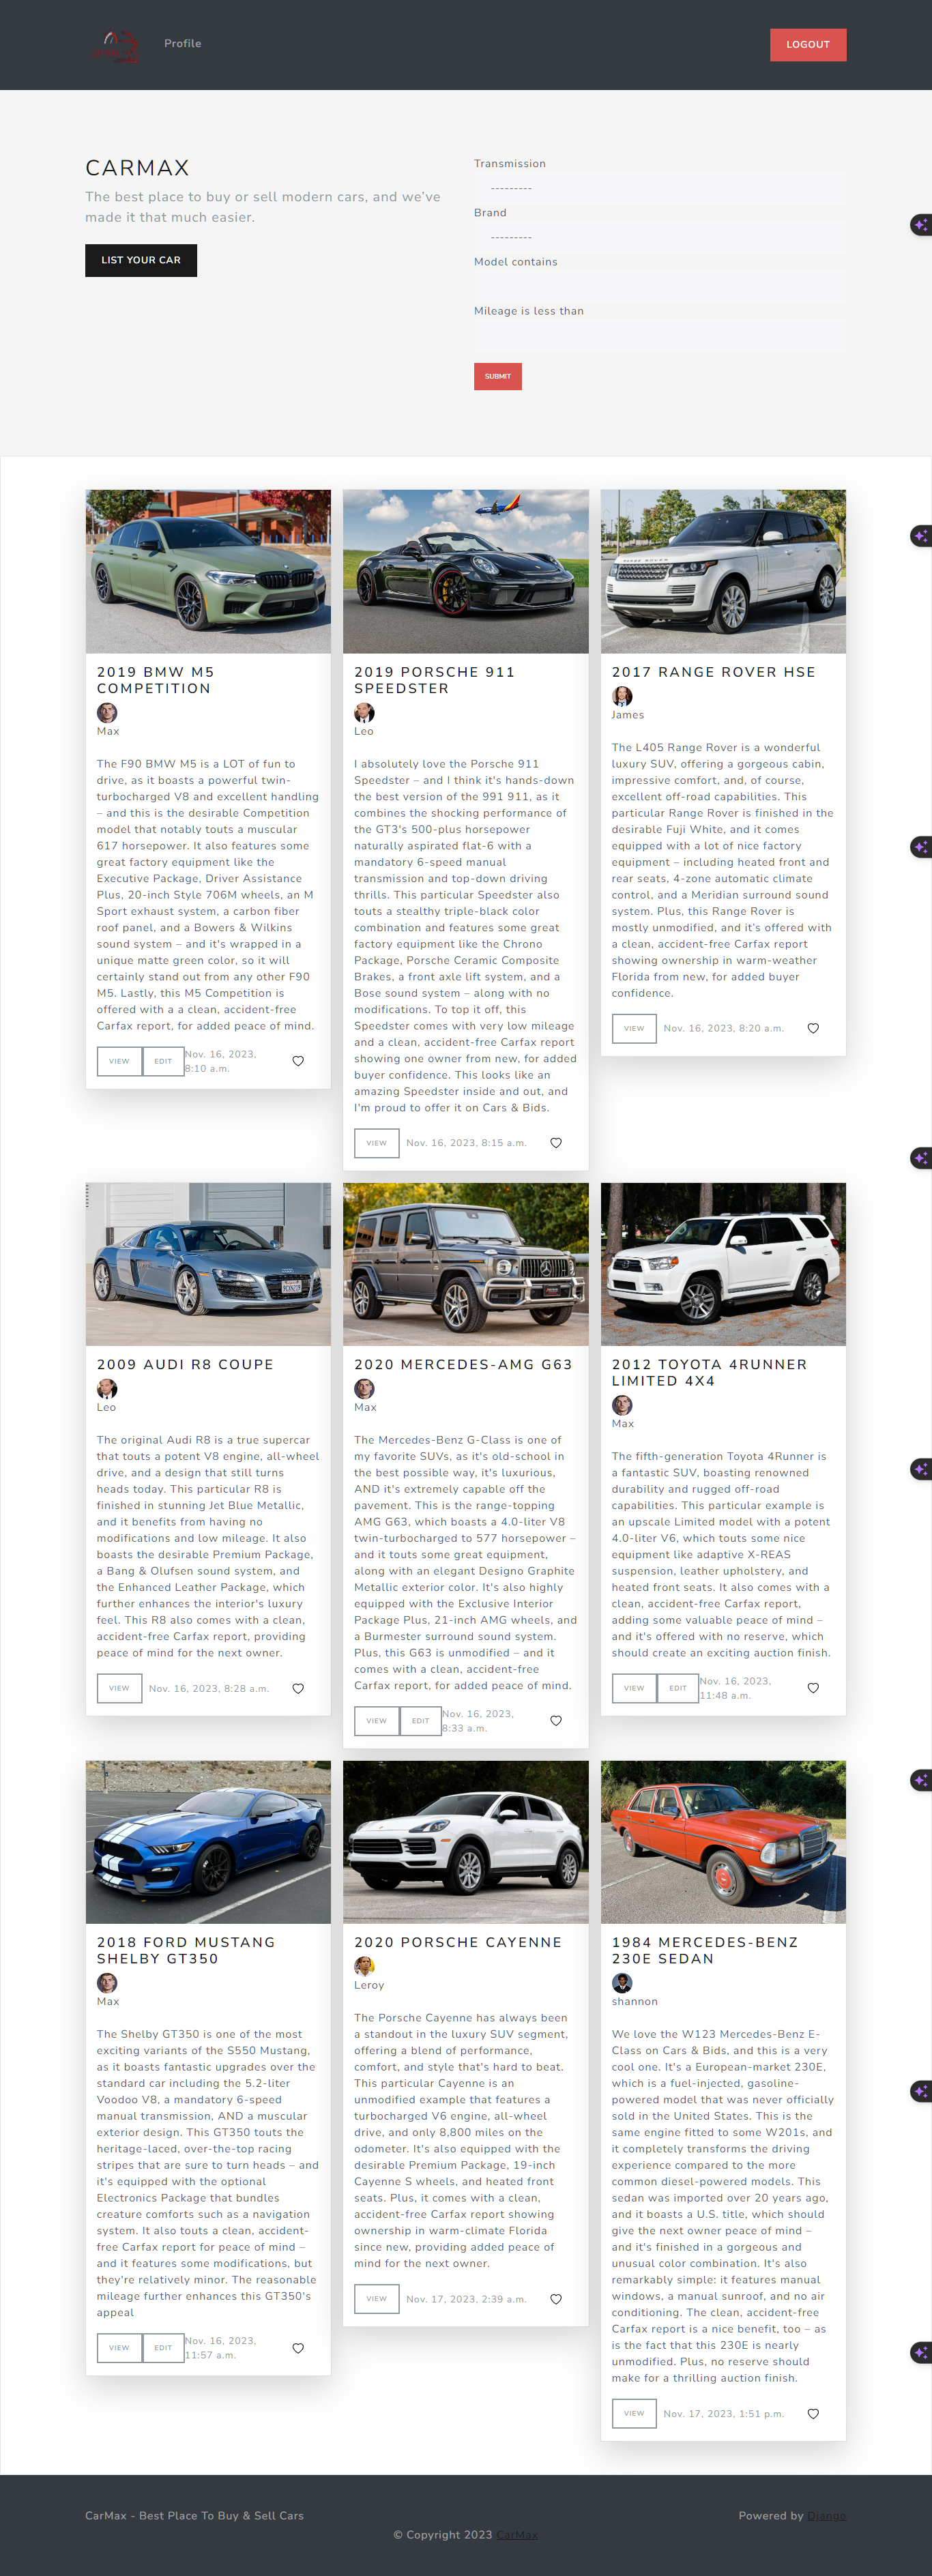 Profile
LOGOUT
CARMAX
The best place to buy or sell modern cars, and we've
made it that much easier.
LIST YOUR CAR
Transmission
---------
Brand
---------
Model contains
Mileage is less than
SUBMIT
2019 BMW M5
COMPETITION
Max
The F90 BMW M5 is a LOT of fun to
drive, as it boasts a powerful twin-
turbocharged V8 and excellent handling
– and this is the desirable Competition
model that notably touts a muscular
617 horsepower. It also features some
great factory equipment like the
Executive Package, Driver Assistance
Plus, 20-inch Style 706M wheels, an M
Sport exhaust system, a carbon fiber
roof panel, and a Bowers & Wilkins
sound system – and it's wrapped in a
unique matte green color, so it will
certainly stand out from any other F90
M5. Lastly, this M5 Competition is
offered with a a clean, accident-free
Carfax report, for added peace of mind.
VIEW
EDIT
Nov. 16, 2023,
8:10 a.m.
2019 PORSCHE 911
SPEEDSTER
Leo
I absolutely love the Porsche 911
Speedster – and I think it's hands-down
the best version of the 991 911, as it
combines the shocking performance of
the GT3's 500-plus horsepower
naturally aspirated flat-6 with a
mandatory 6-speed manual
transmission and top-down driving
thrills. This particular Speedster also
touts a stealthy triple-black color
combination and features some great
factory equipment like the Chrono
Package, Porsche Ceramic Composite
Brakes, a front axle lift system, and a
Bose sound system – along with no
modifications. To top it off, this
Speedster comes with very low mileage
and a clean, accident-free Carfax report
showing one owner from new, for added
buyer confidence. This looks like an
amazing Speedster inside and out, and
I'm proud to offer it on Cars & Bids.
VIEW
Nov. 16, 2023, 8:15 a.m.
2017 RANGE ROVER HSE
James
The L405 Range Rover is a wonderful
luxury SUV, offering a gorgeous cabin,
impressive comfort, and, of course,
excellent off-road capabilities. This
particular Range Rover is finished in the
desirable Fuji White, and it comes
equipped with a lot of nice factory
equipment – including heated front and
rear seats, 4-zone automatic climate
control, and a Meridian surround sound
system. Plus, this Range Rover is
mostly unmodified, and it's offered with
a clean, accident-free Carfax report
showing ownership in warm-weather
Florida from new, for added buyer
confidence.
VIEW
Nov. 16, 2023, 8:20 a.m.
2009 AUDI R8 COUPE
Leo
The original Audi R8 is a true supercar
that touts a potent V8 engine, all-wheel
drive, and a design that still turns
heads today. This particular R8 is
finished in stunning Jet Blue Metallic,
and it benefits from having no
modifications and low mileage. It also
boasts the desirable Premium Package,
a Bang & Olufsen sound system, and
the Enhanced Leather Package, which
further enhances the interior's luxury
feel. This R8 also comes with a clean,
accident-free Carfax report, providing
peace of mind for the next owner.
VIEW
Nov. 16, 2023, 8:28 a.m.
2020 MERCEDES-AMG G63
Max
The Mercedes-Benz G-Class is one of
my favorite SUVs, as it's old-school in
the best possible way, it's luxurious,
AND it's extremely capable off the
pavement. This is the range-topping
AMG G63, which boasts a 4.0-liter V8
twin-turbocharged to 577 horsepower –
and it touts some great equipment,
along with an elegant Designo Graphite
Metallic exterior color. It's also highly
equipped with the Exclusive Interior
Package Plus, 21-inch AMG wheels, and
a Burmester surround sound system.
Plus, this G63 is unmodified – and it
comes with a clean, accident-free
Carfax report, for added peace of mind.
VIEW
EDIT
Nov. 16, 2023,
8:33 a.m.
2012 TOYOTA 4RUNNER
LIMITED 4X4
Max
The fifth-generation Toyota 4Runner is
a fantastic SUV, boasting renowned
durability and rugged off-road
capabilities. This particular example is
an upscale Limited model with a potent
4.0-liter V6, which touts some nice
equipment like adaptive X-REAS
suspension, leather upholstery, and
heated front seats. It also comes with a
clean, accident-free Carfax report,
adding some valuable peace of mind –
and it's offered with no reserve, which
should create an exciting auction finish.
VIEW
EDIT
Nov. 16, 2023,
11:48 a.m.
2018 FORD MUSTANG
SHELBY GT350
Max
The Shelby GT350 is one of the most
exciting variants of the S550 Mustang,
as it boasts fantastic upgrades over the
standard car including the 5.2-liter
Voodoo V8, a mandatory 6-speed
manual transmission, AND a muscular
exterior design. This GT350 touts the
heritage-laced, over-the-top racing
stripes that are sure to turn heads – and
it's equipped with the optional
Electronics Package that bundles
creature comforts such as a navigation
system. It also touts a clean, accident-
free Carfax report for peace of mind –
and it features some modifications, but
they're relatively minor. The reasonable
mileage further enhances this GT350's
appeal
VIEW
EDIT
Nov. 16, 2023,
11:57 a.m.
2020 PORSCHE CAYENNE
Leroy
The Porsche Cayenne has always been
a standout in the luxury SUV segment,
offering a blend of performance,
comfort, and style that's hard to beat.
This particular Cayenne is an
unmodified example that features a
turbocharged V6 engine, all-wheel
drive, and only 8,800 miles on the
odometer. It's also equipped with the
desirable Premium Package, 19-inch
Cayenne S wheels, and heated front
seats. Plus, it comes with a clean,
accident-free Carfax report showing
ownership in warm-climate Florida
since new, providing added peace of
mind for the next owner.
VIEW
Nov. 17, 2023, 2:39 a.m.
1984 MERCEDES-BENZ
230E SEDAN
shannon
We love the W123 Mercedes-Benz E-
Class on Cars & Bids, and this is a very
cool one. It's a European-market 230E,
which is a fuel-injected, gasoline-
powered model that was never officially
sold in the United States. This is the
same engine fitted to some W201s, and
it completely transforms the driving
experience compared to the more
common diesel-powered models. This
sedan was imported over 20 years ago,
and it boasts a U.S. title, which should
give the next owner peace of mind –
and it's finished in a gorgeous and
unusual color combination. It's also
remarkably simple: it features manual
windows, a manual sunroof, and no air
conditioning. The clean, accident-free
Carfax report is a nice benefit, too – as
is the fact that this 230E is nearly
unmodified. Plus, no reserve should
make for a thrilling auction finish.
VIEW
Nov. 17, 2023, 1:51 p.m.
CarMax - Best Place To Buy & Sell Cars
Powered by Django
© Copyright 2023 CarMax